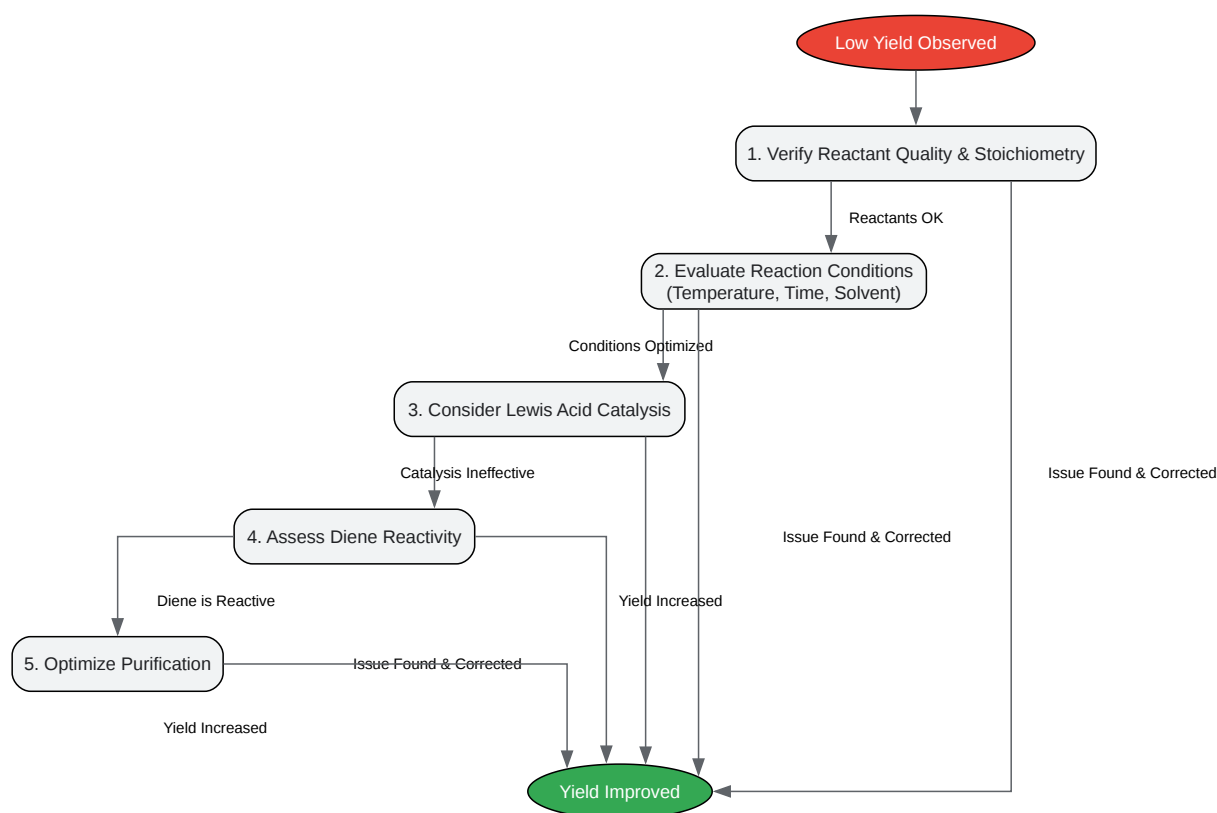 Low Yield Observed
1. Verify Reactant Quality & Stoichiometry
Reactants OK
2. Evaluate Reaction Conditions
(Temperature, Time, Solvent)
Conditions Optimized
3. Consider Lewis Acid Catalysis
Catalysis Ineffective
Issue Found & Corrected
4. Assess Diene Reactivity
Issue Found & Corrected
Diene is Reactive
Yield Increased
5. Optimize Purification
Issue Found & Corrected
Yield Increased
Yield Improved